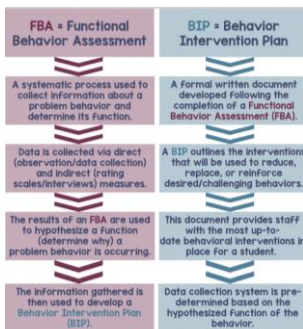 FBA = Functional
Behavior Assessment
A systematic process used to
collect information about a
problem behavior and
determine its function.
Data is collected via direct
(observation/data collection)
and indirect (rating
scales/interviews) measures.
The results of an FBA are used
to hypothesize a function
(determine why) a
problem behavior is occurring.
The information gathered is
then used to develop a
Behavior Intervention Plan
(BIP).
BIP = Behavior
Intervention Plan
A formal written document
developed following the
completion of a Functional
Behavior Assessment (FBA).
A BIP outlines the interventions
that will be used to reduce,
replace, or reinforce
desired/challenging behaviors.
This document provides staff
with the most up-to-
date behavioral interventions in
place for a student.
Data collection system is pre-
determined based on the
hypothesized function of
the behavior.